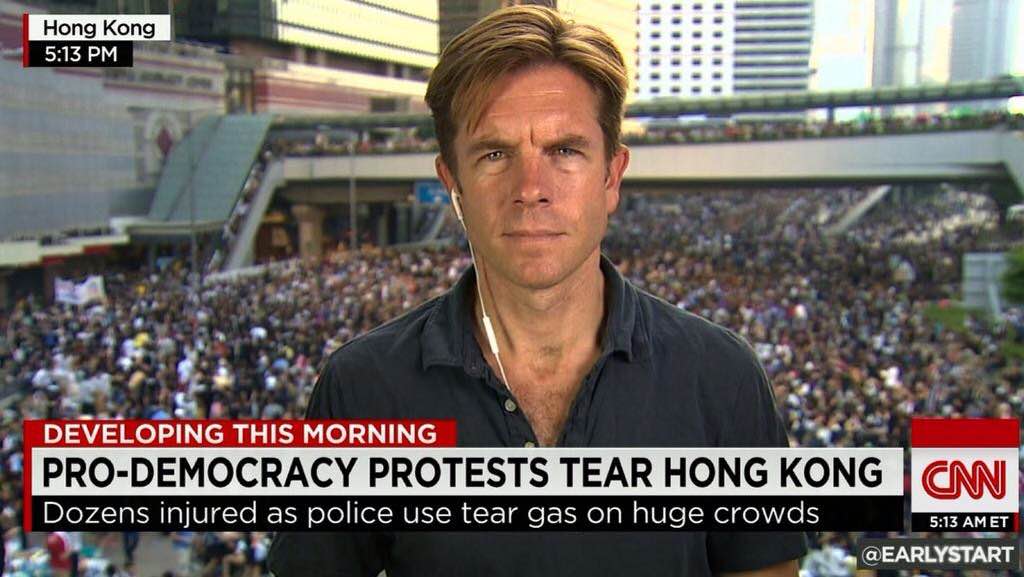 Hong Kong
5:13 PM
DEVELOPING THIS MORNING
PRO-DEMOCRACY PROTESTS TEAR HONG KONG
Dozens injured as police use tear gas on huge crowds
CNN
5:13 AM ET
@EARLYSTART